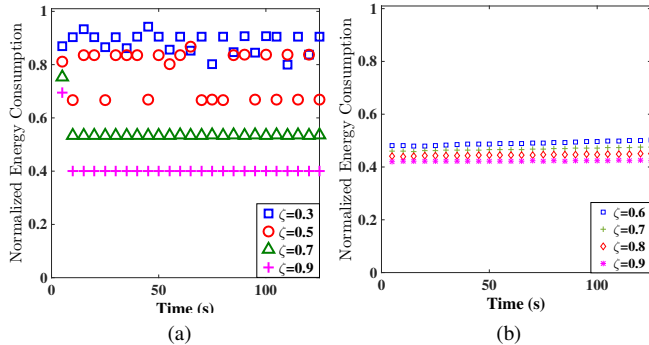 Normalized Energy Consumption
1
0.8
0.6
0.4
0.2
0
0
50
100
Time (s)
ζ=0.3
ζ=0.5
ζ=0.7
ζ=0.9
(a)
Normalized Energy Consumption
1
0.8
0.6
0.4
0.2
0
0
50
100
Time (s)
ζ=0.6
ζ=0.7
ζ=0.8
ζ=0.9
(b)